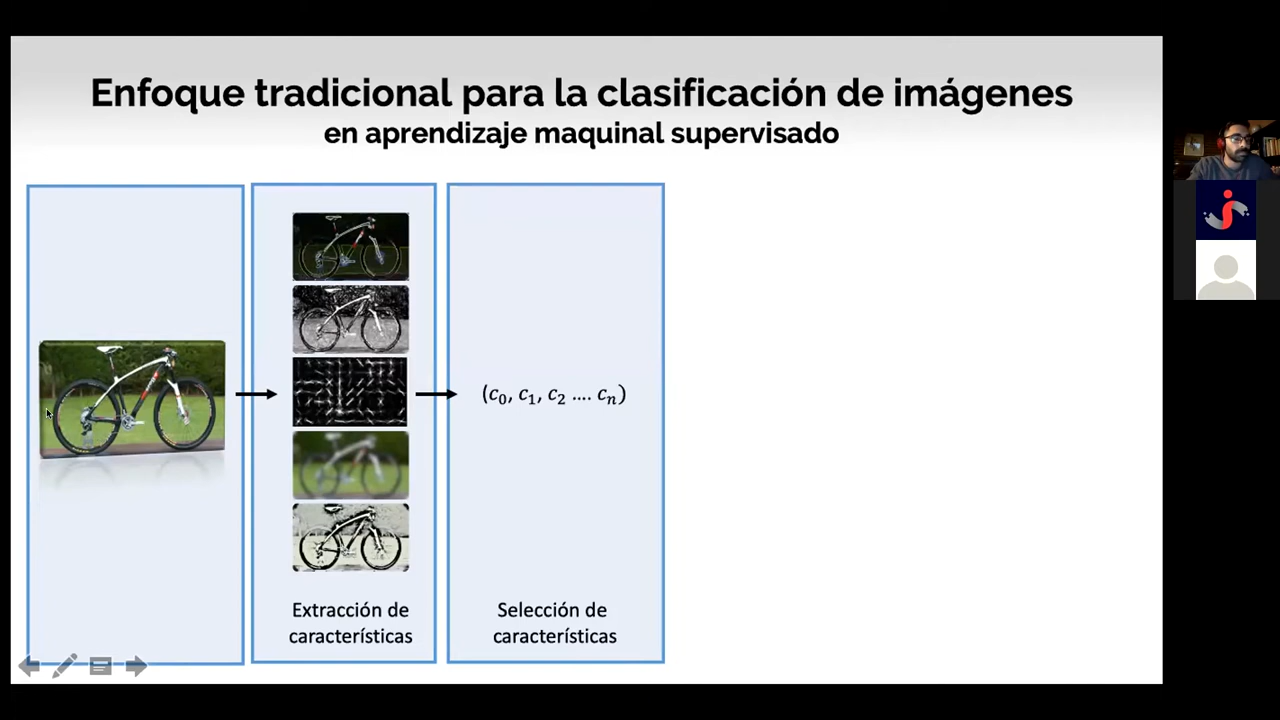 Enfoque tradicional para la clasificación de imágenes
en aprendizaje maquinal supervisado
(c₀, c₁, c₂ .... cₙ)
Extracción de
características
Selección de
características